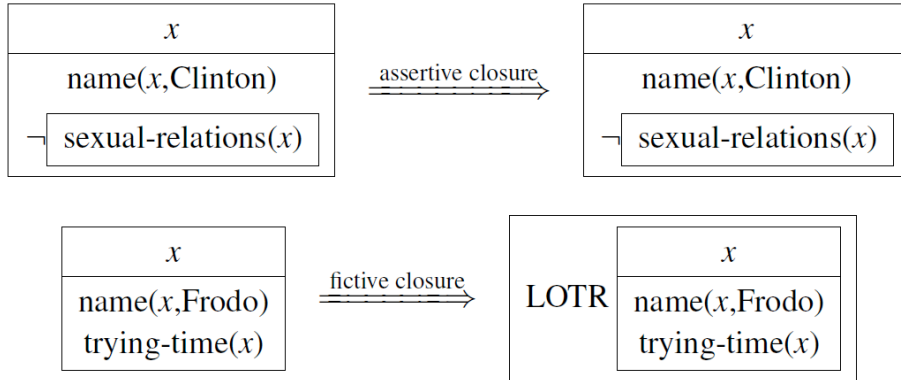 x
name(x,Clinton)
¬ sexual-relations(x)
assertive closure
x
name(x,Clinton)
¬ sexual-relations(x)
x
name(x,Frodo)
trying-time(x)
fictive closure
LOTR
x
name(x,Frodo)
trying-time(x)